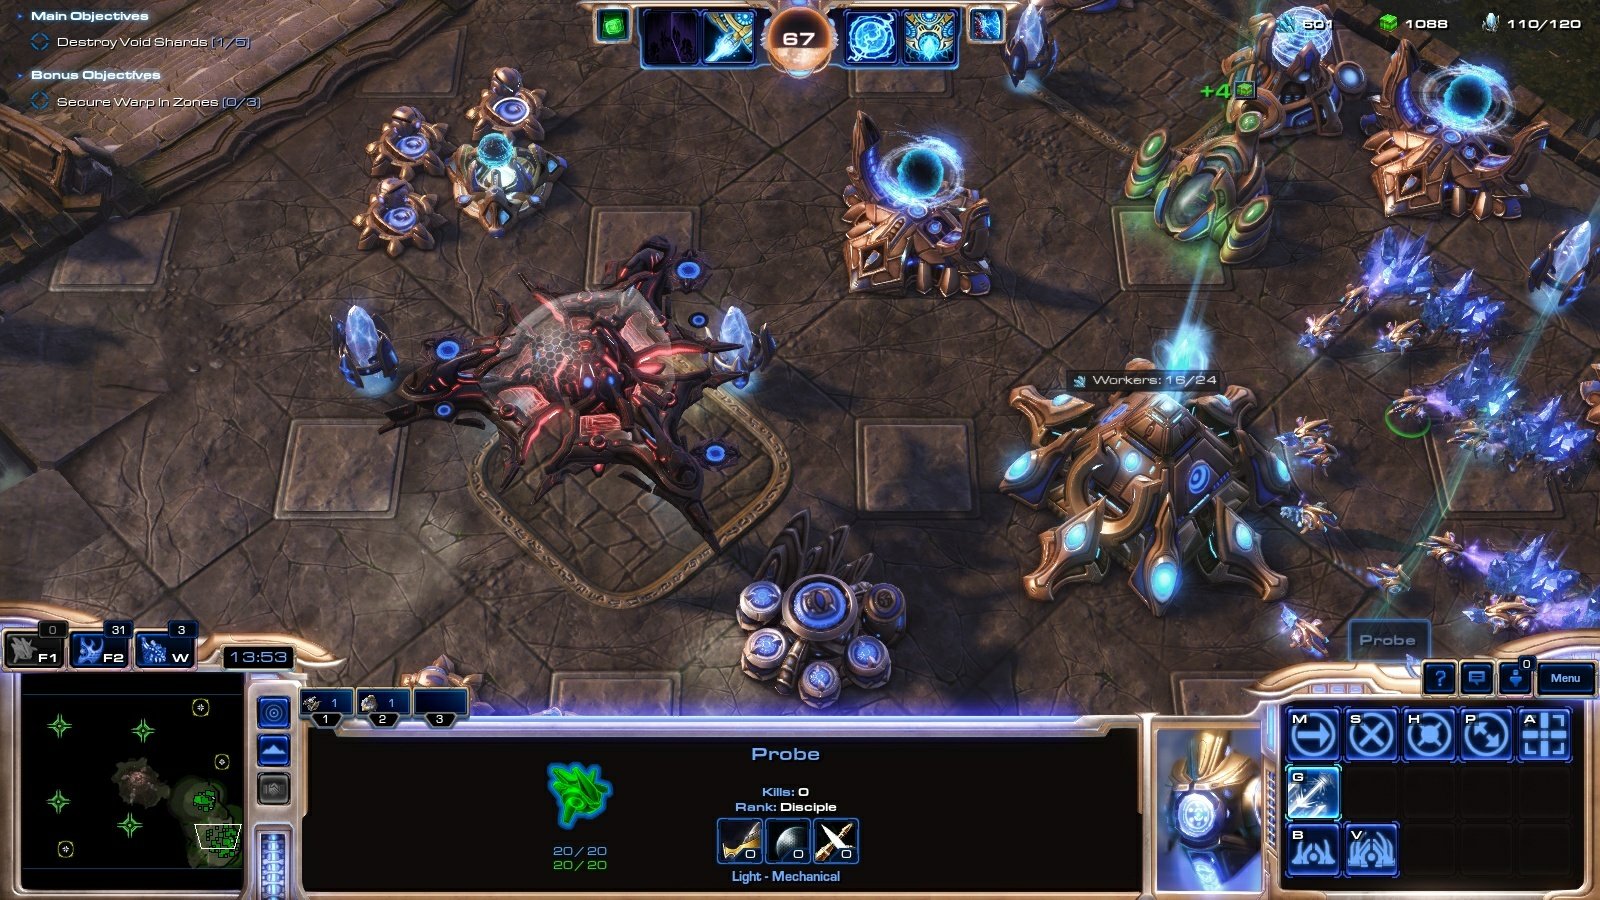 Main Objectives
Destroy Void Shards (1/5)
Bonus Objectives
Secure Warp In Zones (0/3)
67
501
1088
110/120
+4
Workers: 16/24
Probe
0
F1
31
F2
3
W
13:53
1
1
1
2
3
0
?
Menu
Probe
Kills: 0
Rank: Disciple
0
0
0
20/20
20/20
Light - Mechanical
M
S
H
P
A
G
B
V